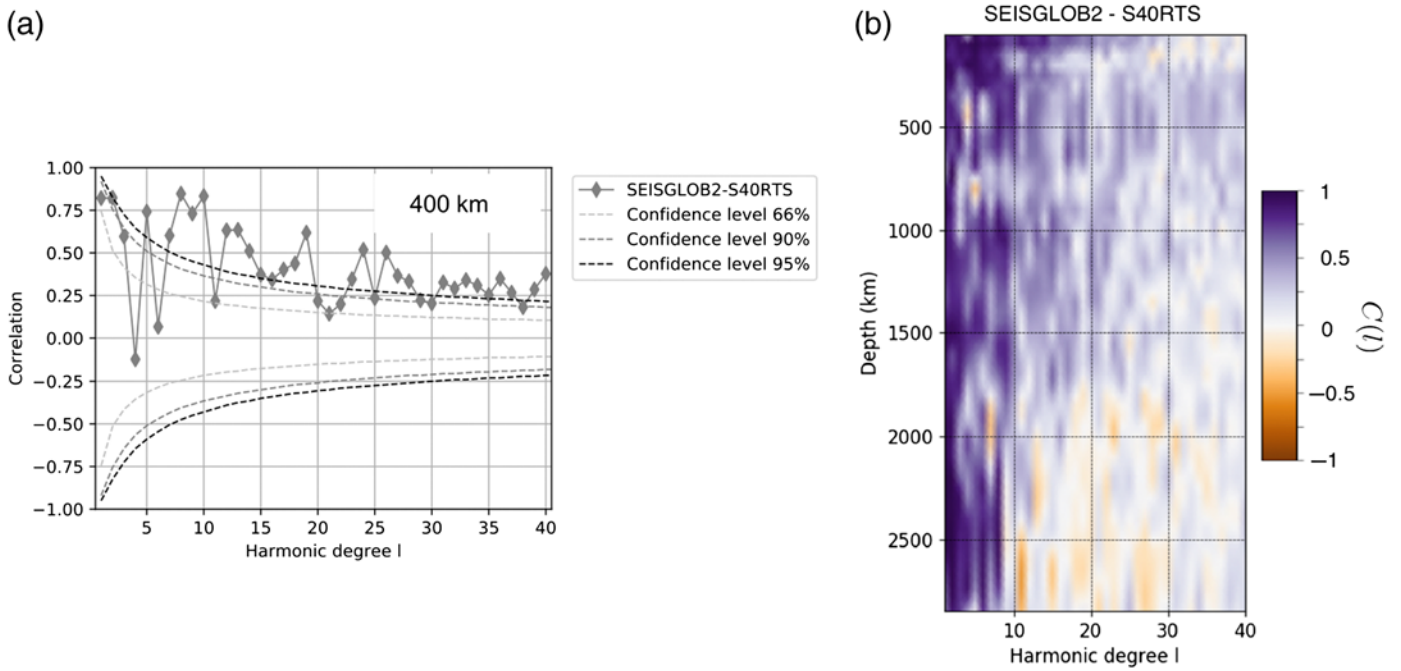 (a)
1.00
0.75
0.50
0.25
0.00
−0.25
−0.50
−0.75
−1.00
Correlation
5 10 15 20 25 30 35 40
Harmonic degree l
400 km
SEISGLOB2-S40RTS
Confidence level 66%
Confidence level 90%
Confidence level 95%
(b)
SEISGLOB2 - S40RTS
500
1000
1500
2000
2500
Depth (km)
10 20 30 40
Harmonic degree l
1
0.5
0
−0.5
−1
C(l)